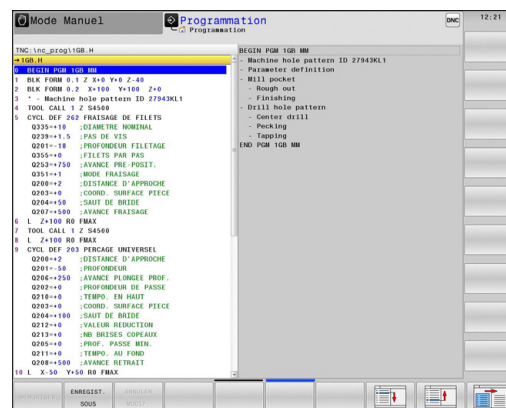 Mode Manuel
Programmation
Programmation
DNC
12:21
TNC:\nc_prog\1GB.H
→1GB.H
0 BEGIN PGM 1GB MM
1 BLK FORM 0.1 Z X+0 Y+0 Z-40
2 BLK FORM 0.2 X+100 Y+100 Z+0
3 * - Machine hole pattern ID 27943KL1
4 TOOL CALL 1 Z S4500
5 CYCL DEF 262 FRAISAGE DE FILETS
Q335=+10 ;DIAMETRE NOMINAL
Q239=+1.5 ;PAS DE VIS
Q201=-18 ;PROFONDEUR FILETAGE
Q355=+0 ;FILETS PAR PAS
Q253=+750 ;AVANCE PRE-POSIT.
Q351=+1 ;MODE FRAISAGE
Q200=+2 ;DISTANCE D'APPROCHE
Q203=+0 ;COORD. SURFACE PIECE
Q204=+50 ;SAUT DE BRIDE
Q207=+500 ;AVANCE FRAISAGE
6 L Z+100 R0 FMAX
7 TOOL CALL 1 Z S4500
8 L Z+100 R0 FMAX
9 CYCL DEF 203 PERCAGE UNIVERSEL
Q200=+2 ;DISTANCE D'APPROCHE
Q201=-50 ;PROFONDEUR
Q206=+250 ;AVANCE PLONGEE PROF.
Q202=+0 ;PROFONDEUR DE PASSE
Q210=+0 ;TEMPO. EN HAUT
Q203=+0 ;COORD. SURFACE PIECE
Q204=+100 ;SAUT DE BRIDE
Q212=+0 ;VALEUR REDUCTION
Q213=+0 ;NB BRISES COPEAUX
Q205=+0 ;PROF. PASSE MIN.
Q211=+0 ;TEMPO. AU FOND
Q208=+500 ;AVANCE RETRAIT
10 L X-50 Y+50 R0 FMAX
BEGIN PGM 1GB MM
- Machine hole pattern ID 27943KL1
- Parameter definition
- Mill pocket
- Rough out
- Finishing
- Drill hole pattern
- Center drill
- Pecking
- Tapping
END PGM 1GB MM
ENREGIST.
SOUS